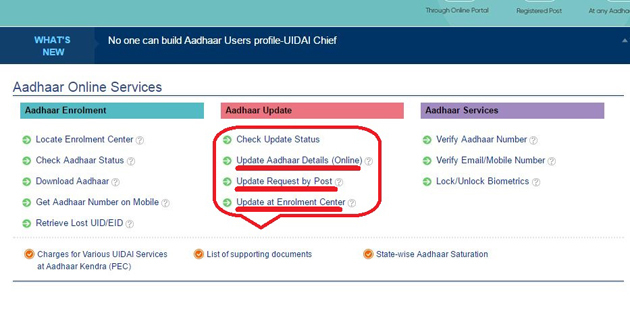 Through Online Portal
Registered Post
At any Aadha
WHAT'S
NEW
No one can build Aadhaar Users profile-UIDAI Chief
Aadhaar Online Services
Aadhaar Enrolment
Locate Enrolment Center ?
Check Aadhaar Status ?
Download Aadhaar ?
Get Aadhaar Number on Mobile ?
Retrieve Lost UID/EID ?
Aadhaar Update
Check Update Status
Update Aadhaar Details (Online) ?
Update Request by Post ?
Update at Enrolment Center ?
Aadhaar Services
Verify Aadhaar Number ?
Verify Email/Mobile Number ?
Lock/Unlock Biometrics ?
Charges for Various UIDAI Services
at Aadhaar Kendra (PEC)
List of supporting documents
State-wise Aadhaar Saturation